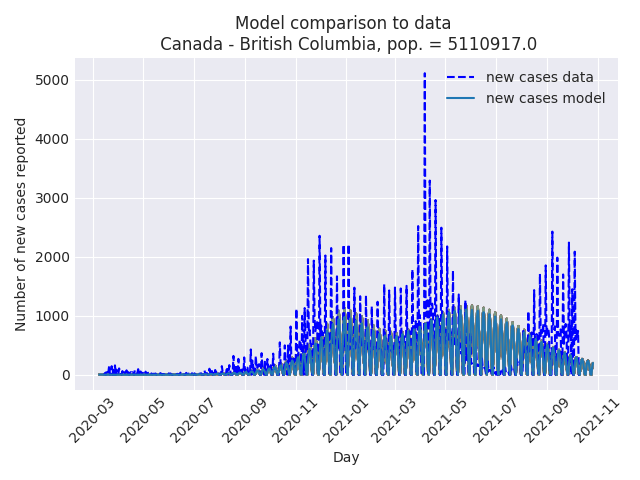 Model comparison to data
Canada - British Columbia, pop. = 5110917.0
new cases data
new cases model
Number of new cases reported
5000
4000
3000
2000
1000
0
2020-03
2020-05
2020-07
2020-09
2020-11
2021-01
2021-03
2021-05
2021-07
2021-09
2021-11
Day